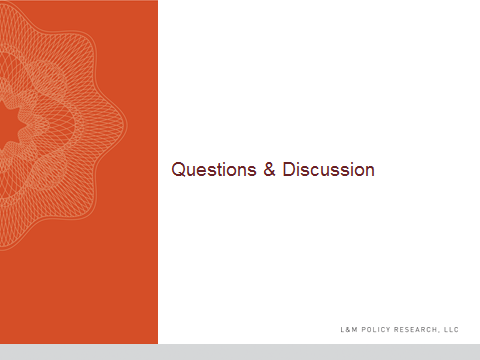 Questions & Discussion
L&M POLICY RESEARCH, LLC